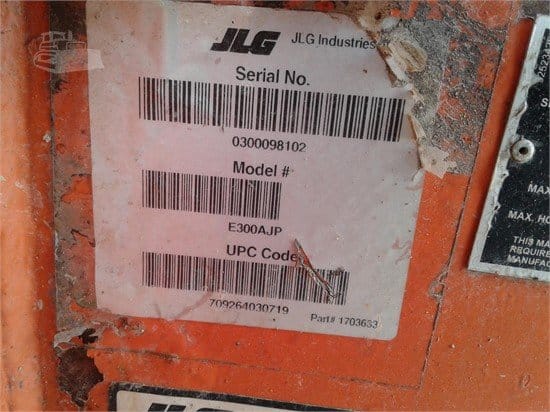 JLG JLG Industries
Serial No.
0300098102
Model #
E300AJP
UPC Code
709264030719
Part# 1703633
MAX. HO
THIS MA
REQUIRE
MANUFAC
JLG